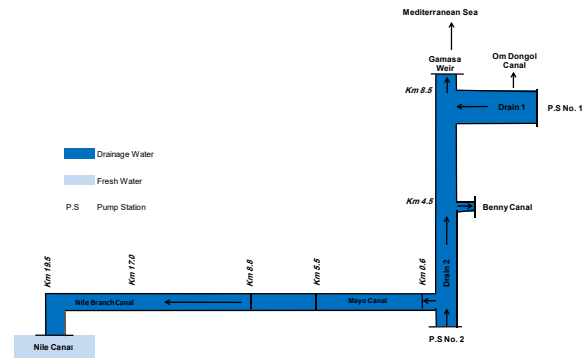 Mediterranean Sea
Gamasa
Weir
Om Dongol
Canal
Km 8.5
Drain 1
P.S No. 1
Drainage Water
Fresh Water
P.S Pump Station
Km 4.5
Benny Canal
Drain 2
Km 19.5
Km 17.0
Km 8.8
Km 5.5
Km 0.6
Nile Branch Canal
Mayo Canal
P.S No. 2
Nile Canal